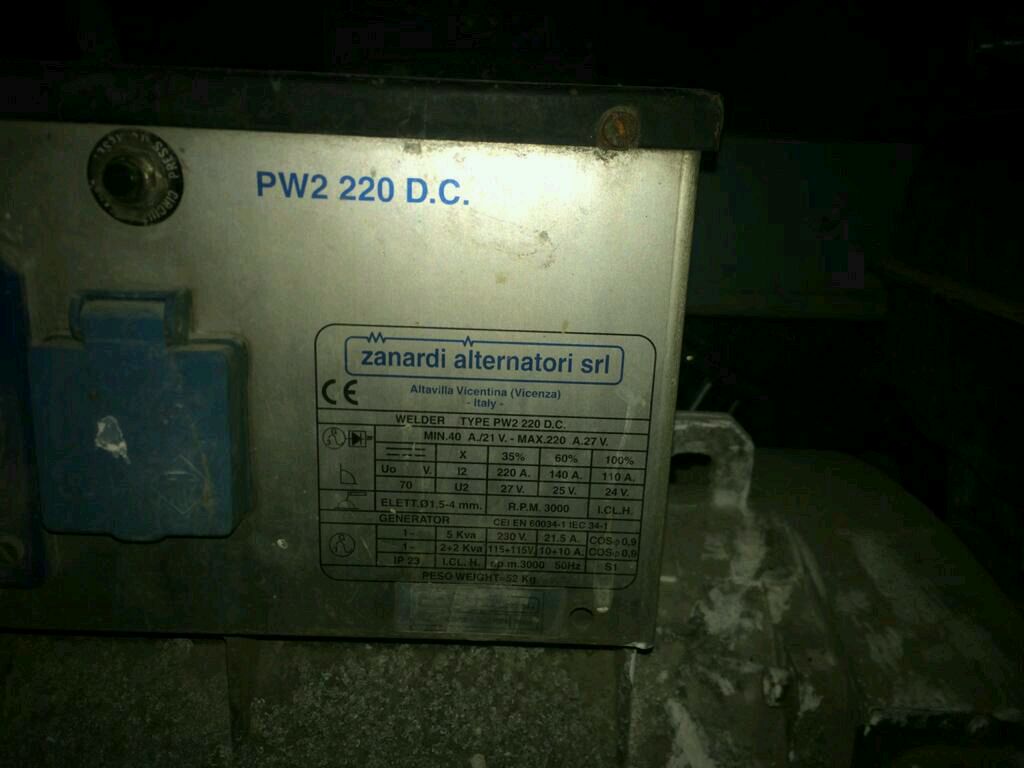 PRESS
CIRCUIT
PW2 220 D.C.
zanardi alternatori srl
CE
Altavilla Vicentina (Vicenza)
- Italy -
WELDER TYPE PW2 220 D.C.
MIN.40 A./21 V. - MAX.220 A.27 V.
X 35% 60% 100%
Uo V. I2 220 A. 140 A. 110 A.
70 U2 27 V. 25 V. 24 V.
ELETT.Ø1,5-4 mm. R.P.M. 3000 I.CL.H.
GENERATOR CEI EN 60034-1 IEC 34-1
1~ 5 Kva 230 V. 21.5 A. COSφ0,9
1~ 2+2 Kva 115+115V. 10+10 A. COSφ0,9
IP 23 I.CL. H. r.p.m.3000 50Hz S1
PESO WEIGHT-52 Kg